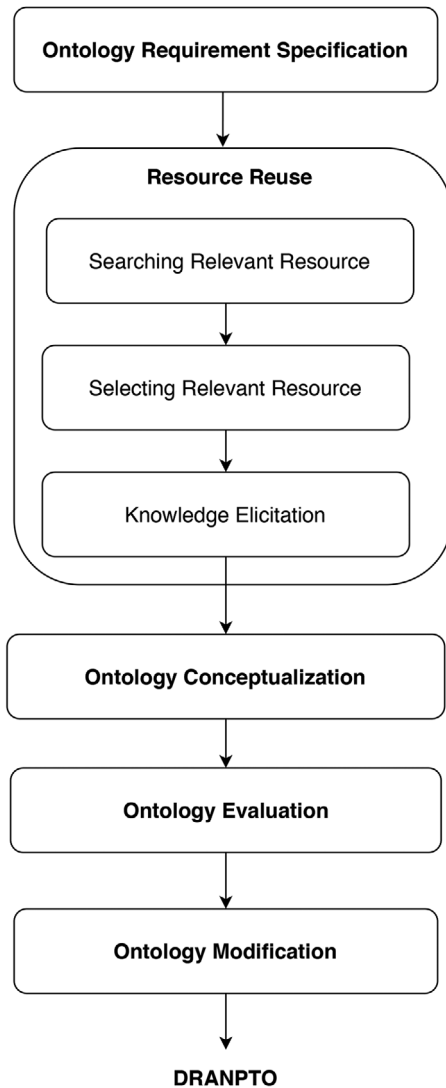 Ontology Requirement Specification
Resource Reuse
Searching Relevant Resource
Selecting Relevant Resource
Knowledge Elicitation
Ontology Conceptualization
Ontology Evaluation
Ontology Modification
DRANPTO